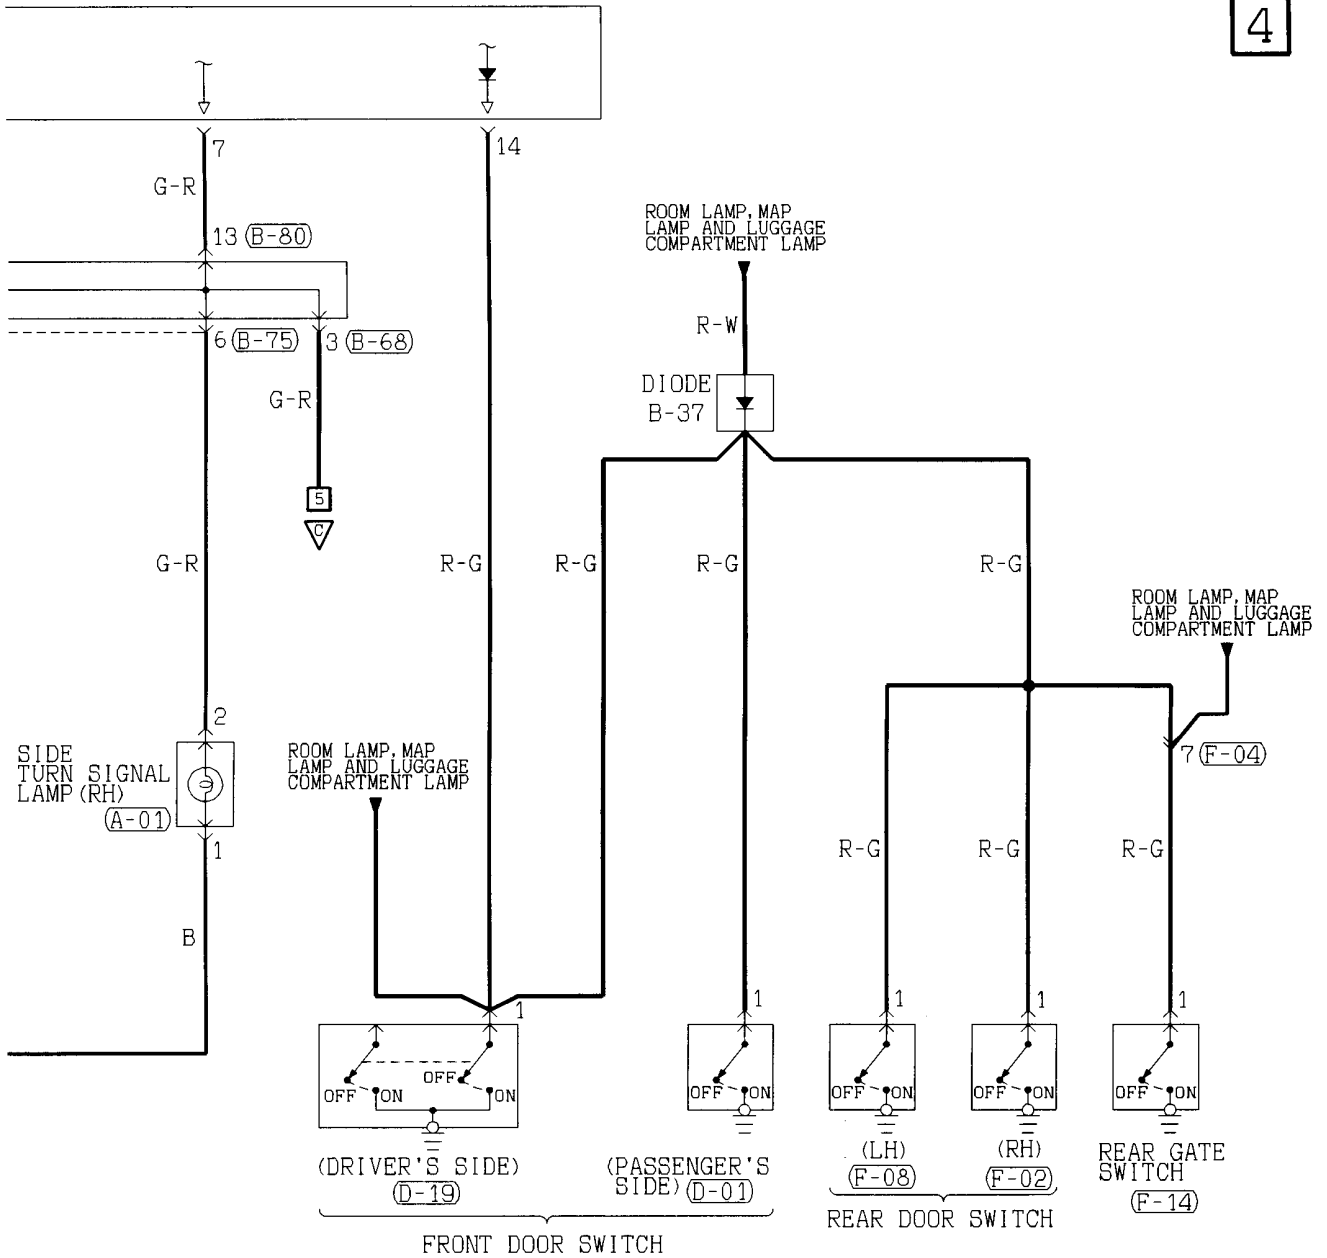 4
7
14
G-R
13 (B-80)
ROOM LAMP, MAP
LAMP AND LUGGAGE
COMPARTMENT LAMP
R-W
6 (B-75)
3 (B-68)
DIODE
B-37
G-R
5
C
G-R
R-G
R-G
R-G
R-G
ROOM LAMP, MAP
LAMP AND LUGGAGE
COMPARTMENT LAMP
2
SIDE
TURN SIGNAL
LAMP (RH)
(A-01)
ROOM LAMP, MAP
LAMP AND LUGGAGE
COMPARTMENT LAMP
7 (F-04)
1
R-G
R-G
R-G
B
1
1
1
1
1
OFF
ON
OFF
ON
OFF
ON
OFF
ON
OFF
ON
OFF
ON
(DRIVER'S SIDE)
(D-19)
(PASSENGER'S
SIDE) (D-01)
(LH)
(F-08)
(RH)
(F-02)
REAR GATE
SWITCH
(F-14)
FRONT DOOR SWITCH
REAR DOOR SWITCH